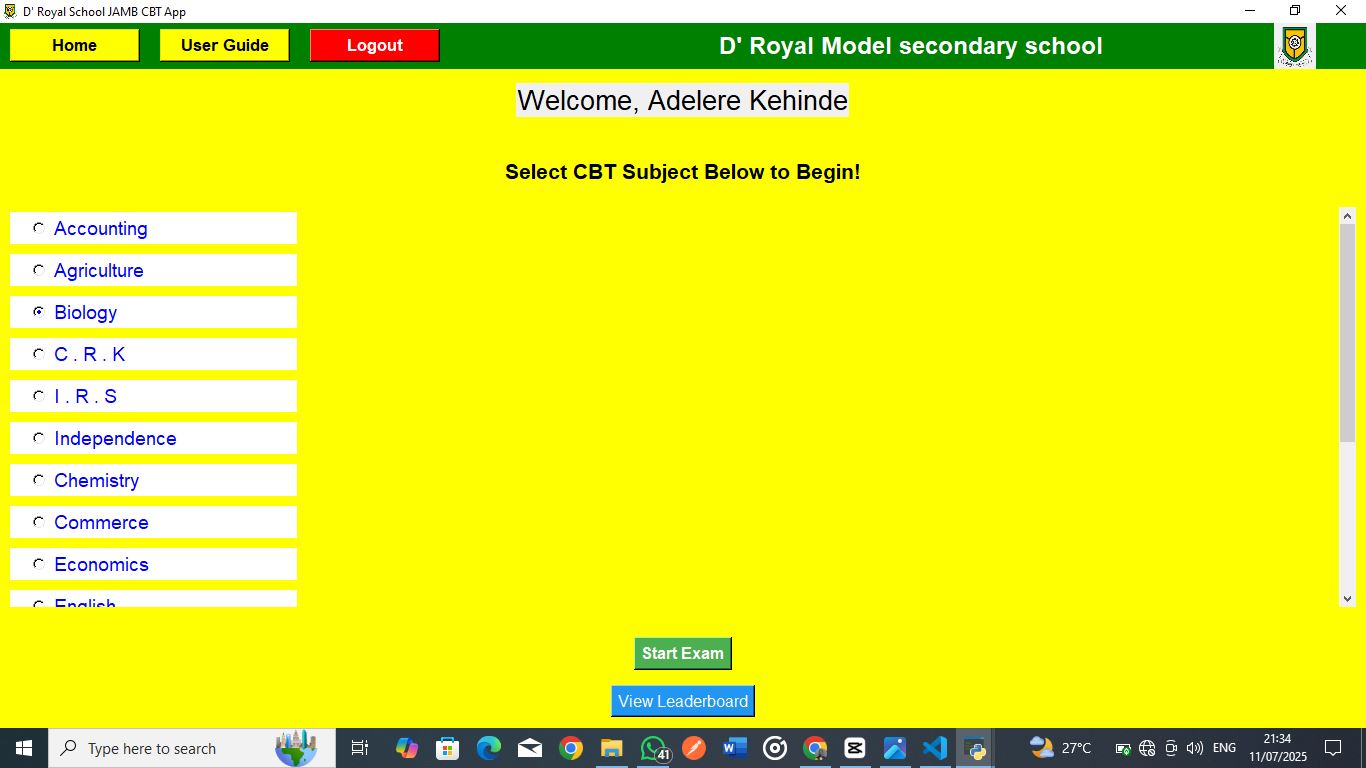 D' Royal School JAMB CBT App
Home User Guide Logout D' Royal Model secondary school
Welcome, Adelere Kehinde
Select CBT Subject Below to Begin!
Accounting
Agriculture
Biology
C . R . K
I . R . S
Independence
Chemistry
Commerce
Economics
English
Start Exam
View Leaderboard
Type here to search
41
27°C
ENG
21:34
11/07/2025